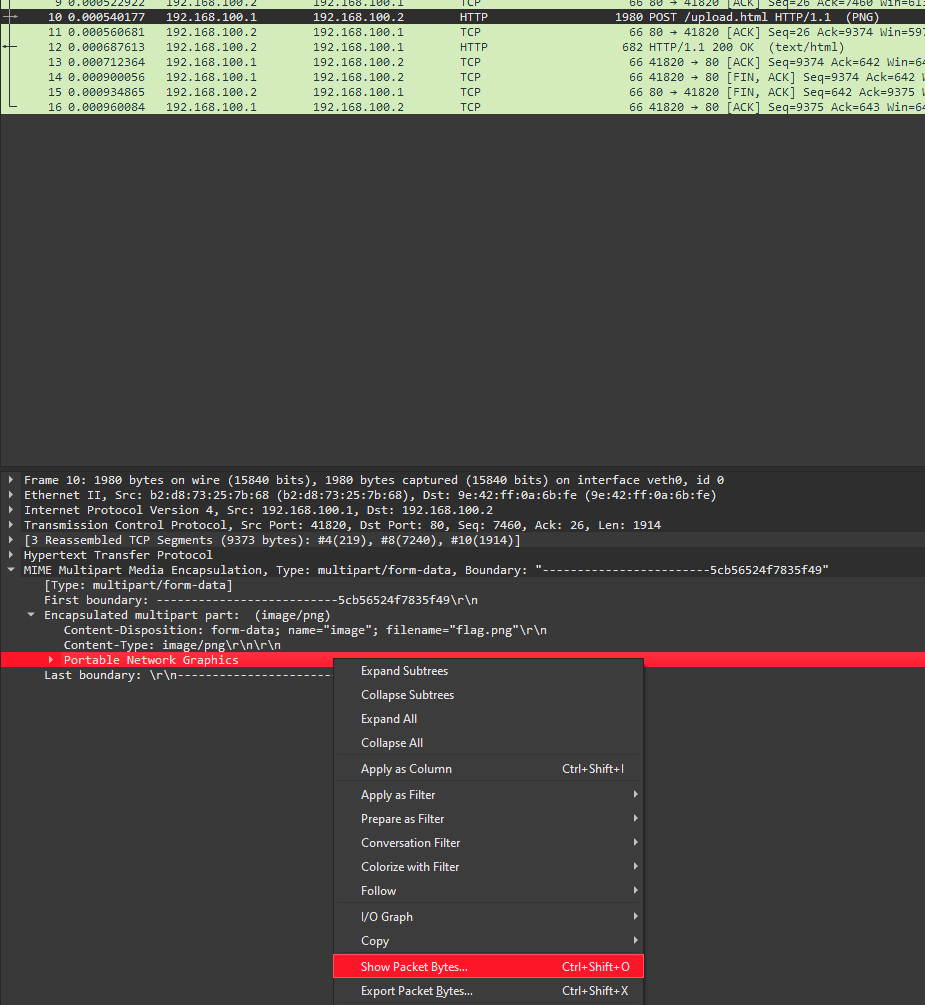 9 0.000522922 192.168.100.2 192.168.100.1 TCP 66 80 → 41820 [ACK] Seq=26 Ack=7460 Win=613
10 0.000540177 192.168.100.1 192.168.100.2 HTTP 1980 POST /upload.html HTTP/1.1 (PNG)
11 0.000560681 192.168.100.2 192.168.100.1 TCP 66 80 → 41820 [ACK] Seq=26 Ack=9374 Win=597
12 0.000687613 192.168.100.2 192.168.100.1 HTTP 682 HTTP/1.1 200 OK (text/html)
13 0.000712364 192.168.100.1 192.168.100.2 TCP 66 41820 → 80 [ACK] Seq=9374 Ack=642 Win=64
14 0.000900056 192.168.100.1 192.168.100.2 TCP 66 41820 → 80 [FIN, ACK] Seq=9374 Ack=642 W
15 0.000934865 192.168.100.2 192.168.100.1 TCP 66 80 → 41820 [FIN, ACK] Seq=642 Ack=9375 W
16 0.000960084 192.168.100.1 192.168.100.2 TCP 66 41820 → 80 [ACK] Seq=9375 Ack=643 Win=64
Frame 10: 1980 bytes on wire (15840 bits), 1980 bytes captured (15840 bits) on interface veth0, id 0
Ethernet II, Src: b2:d8:73:25:7b:68 (b2:d8:73:25:7b:68), Dst: 9e:42:ff:0a:6b:fe (9e:42:ff:0a:6b:fe)
Internet Protocol Version 4, Src: 192.168.100.1, Dst: 192.168.100.2
Transmission Control Protocol, Src Port: 41820, Dst Port: 80, Seq: 7460, Ack: 26, Len: 1914
[3 Reassembled TCP Segments (9373 bytes): #4(219), #8(7240), #10(1914)]
Hypertext Transfer Protocol
MIME Multipart Media Encapsulation, Type: multipart/form-data, Boundary: "------------------------5cb56524f7835f49"
[Type: multipart/form-data]
First boundary: --------------------------5cb56524f7835f49\r\n
Encapsulated multipart part: (image/png)
Content-Disposition: form-data; name="image"; filename="flag.png"\r\n
Content-Type: image/png\r\n\r\n
Portable Network Graphics
Last boundary: \r\n----------------------
Expand Subtrees
Collapse Subtrees
Expand All
Collapse All
Apply as Column Ctrl+Shift+I
Apply as Filter
Prepare as Filter
Conversation Filter
Colorize with Filter
Follow
I/O Graph
Copy
Show Packet Bytes... Ctrl+Shift+O
Export Packet Bytes... Ctrl+Shift+X